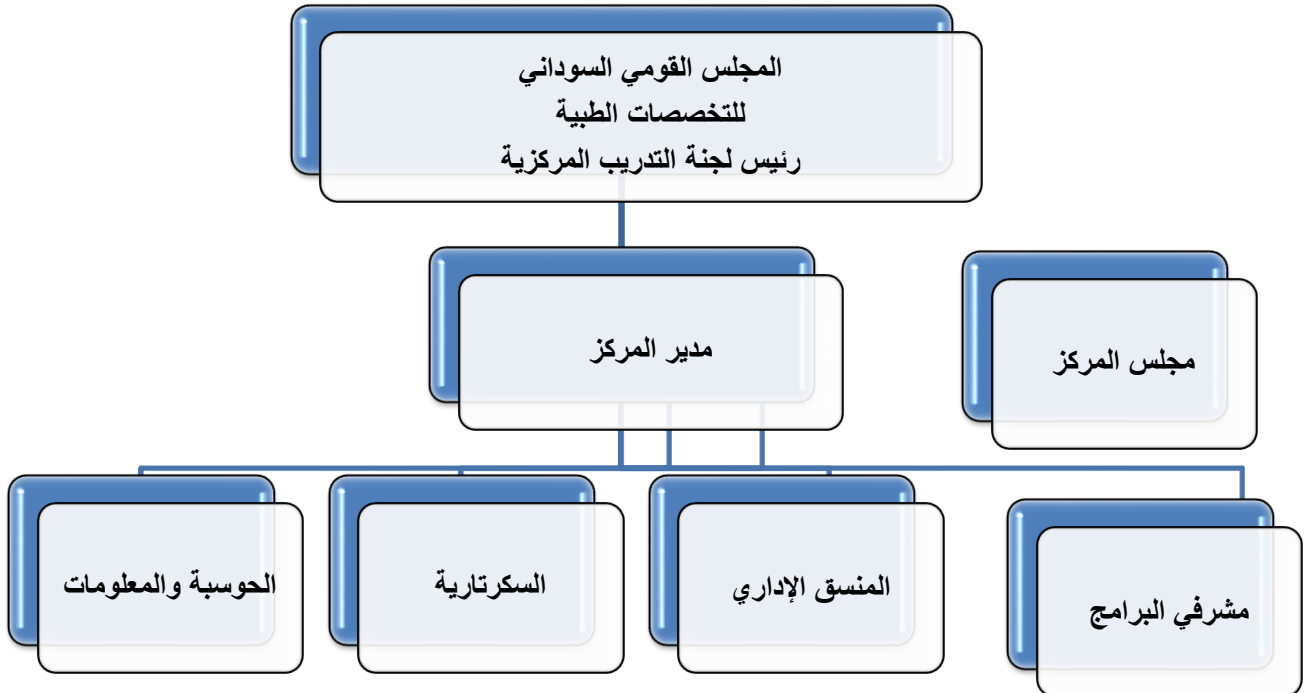 المجلس القومي السوداني
للتخصصات الطبية
رئيس لجنة التدريب المركزية
مدير المركز
مجلس المركز
مشرفي البرامج
المنسق الإداري
السكرتارية
الحوسبة والمعلومات